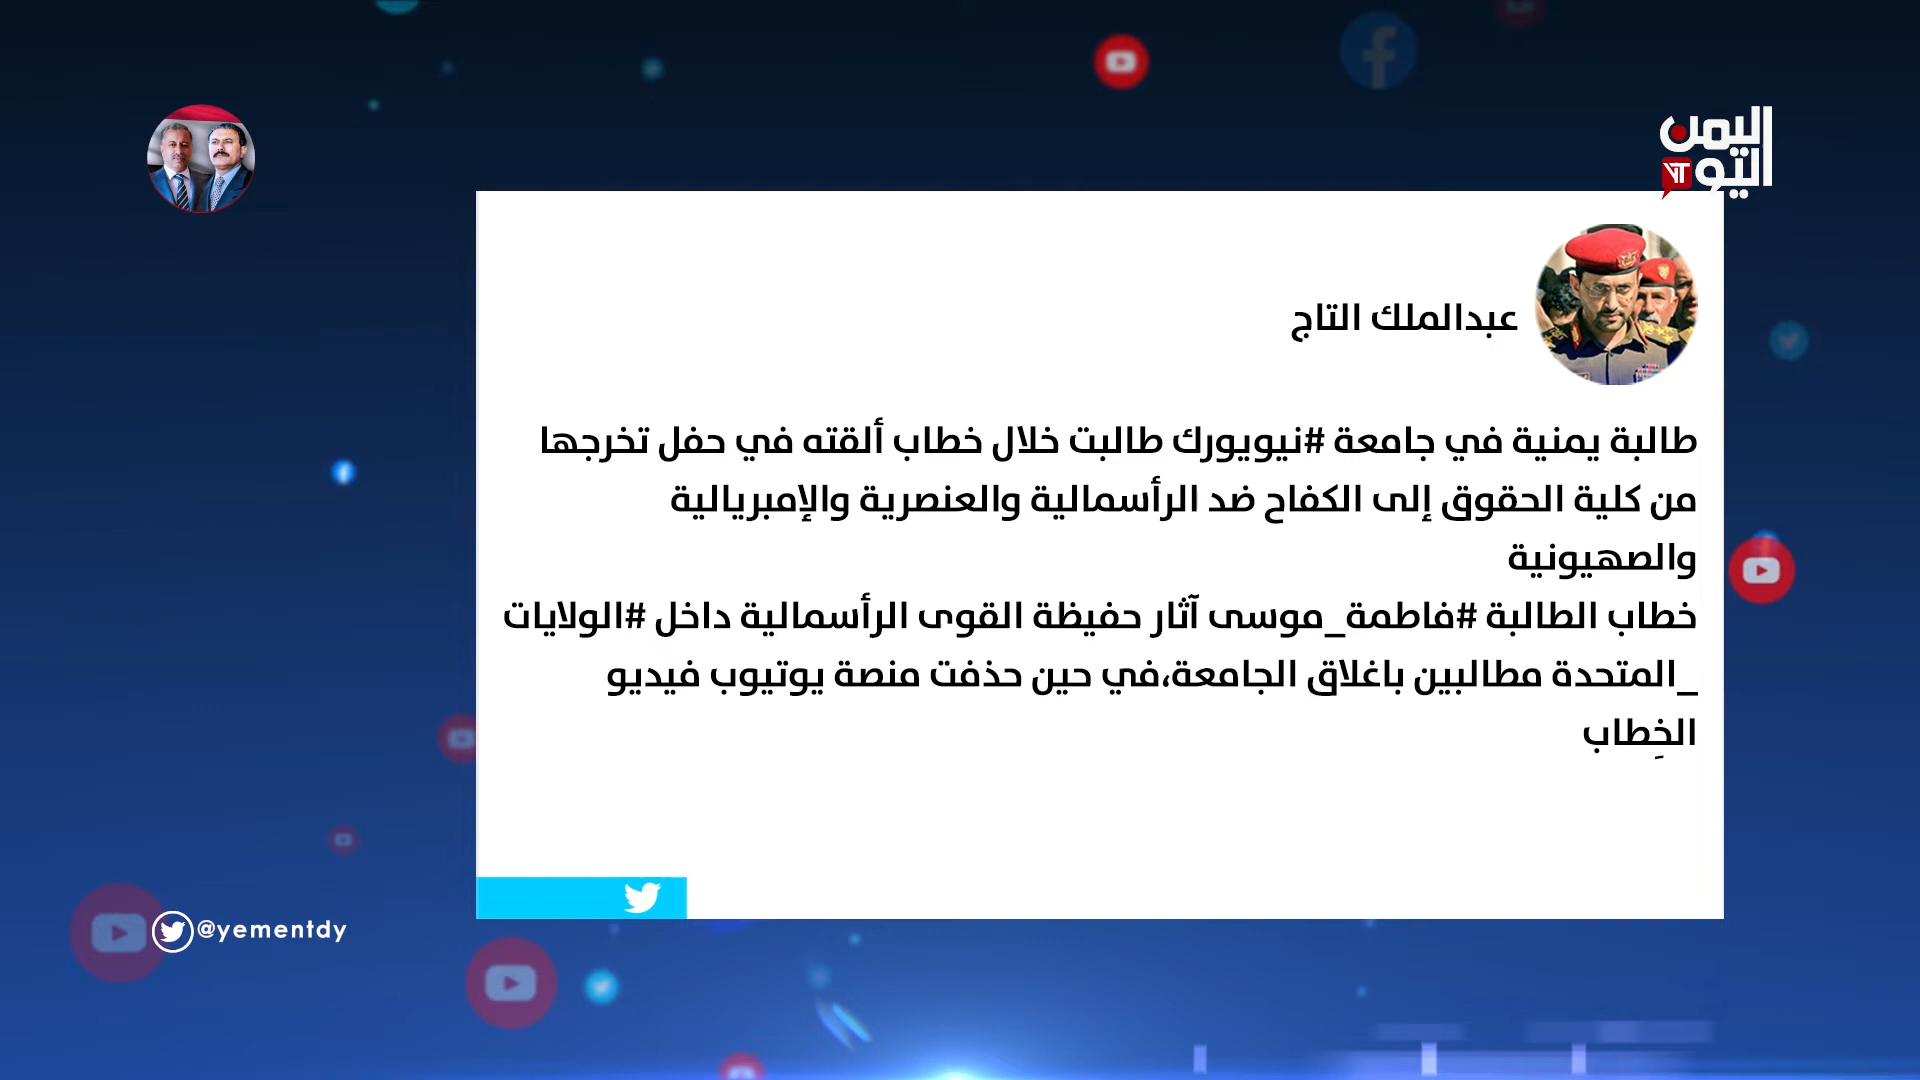 اليمن
اليوم
YT
عبدالملك التاج
طالبة يمنية في جامعة #نيويورك طالبت خلال خطاب ألقته في حفل تخرجها
من كلية الحقوق إلى الكفاح ضد الرأسمالية والعنصرية والإمبريالية
والصهيونية
خطاب الطالبة #فاطمة_موسى آثار حفيظة القوى الرأسمالية داخل #الولايات
_المتحدة مطالبين باغلاق الجامعة،في حين حذفت منصة يوتيوب فيديو
الخِطاب
@yementdy